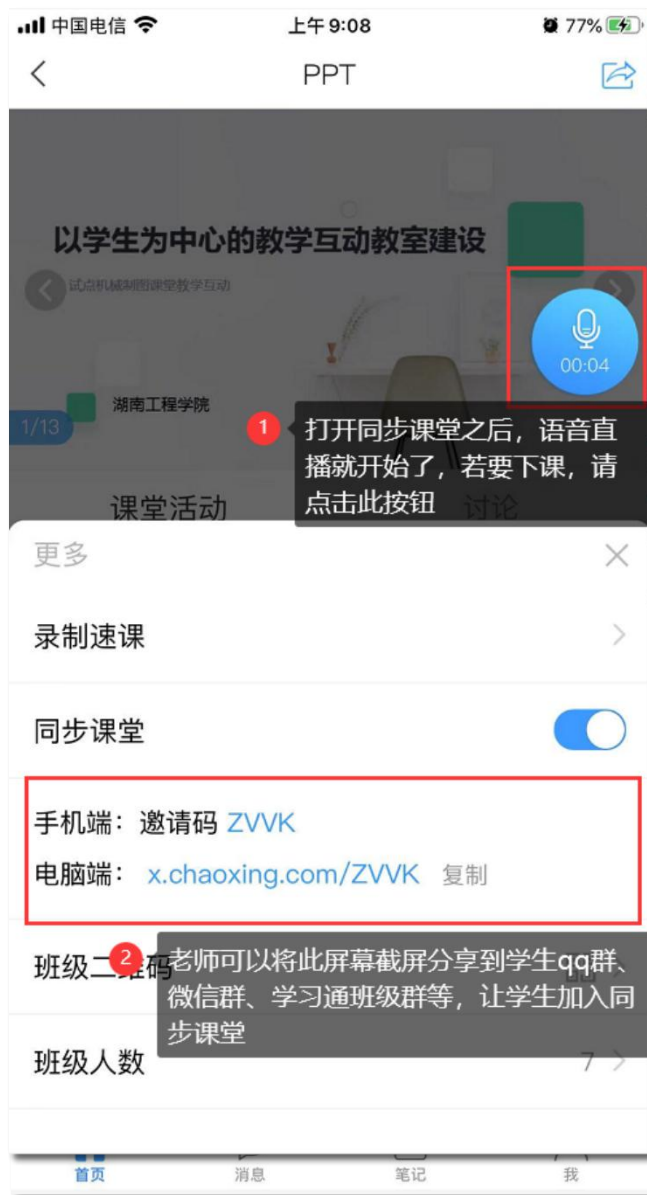 中国电信 上午 9:08 77%
PPT
以学生为中心的教学互动教室建设
试点机械制图课堂教学互动
00:04
湖南工程学院
1/13
1
打开同步课堂之后，语音直
播就开始了，若要下课，请
点击此按钮
课堂活动 讨论
更多
录制速课
同步课堂
手机端：邀请码 ZVVK
电脑端： x.chaoxing.com/ZVVK 复制
班级二维码
2
老师可以将此屏幕截屏分享到学生qq群、
微信群、学习通班级群等，让学生加入同
步课堂
班级人数 7
首页 消息 笔记 我